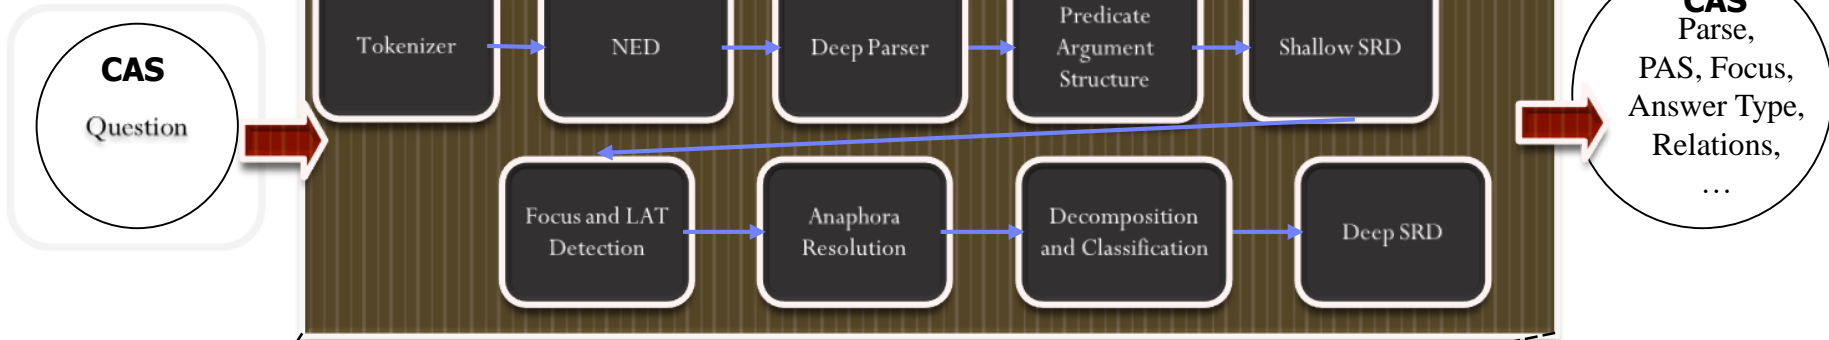 CAS
Question
Tokenizer
NED
Deep Parser
Predicate
Argument
Structure
Shallow SRD
Focus and LAT
Detection
Anaphora
Resolution
Decomposition
and Classification
Deep SRD
CAS
Parse,
PAS, Focus,
Answer Type,
Relations,
…